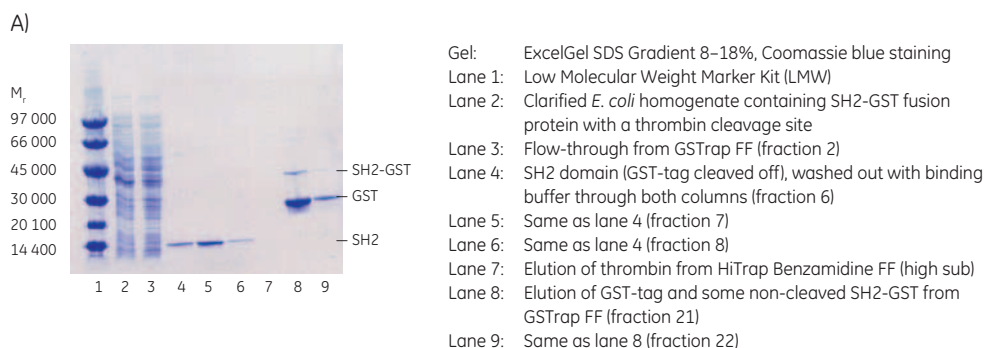 A)
M_r
97 000
66 000
45 000
30 000
20 100
14 400
SH2-GST
GST
SH2
1 2 3 4 5 6 7 8 9
Gel: ExcelGel SDS Gradient 8–18%, Coomassie blue staining
Lane 1: Low Molecular Weight Marker Kit (LMW)
Lane 2: Clarified E. coli homogenate containing SH2-GST fusion
protein with a thrombin cleavage site
Lane 3: Flow-through from GSTrap FF (fraction 2)
Lane 4: SH2 domain (GST-tag cleaved off), washed out with binding
buffer through both columns (fraction 6)
Lane 5: Same as lane 4 (fraction 7)
Lane 6: Same as lane 4 (fraction 8)
Lane 7: Elution of thrombin from HiTrap Benzamidine FF (high sub)
Lane 8: Elution of GST-tag and some non-cleaved SH2-GST from
GSTrap FF (fraction 21)
Lane 9: Same as lane 8 (fraction 22)